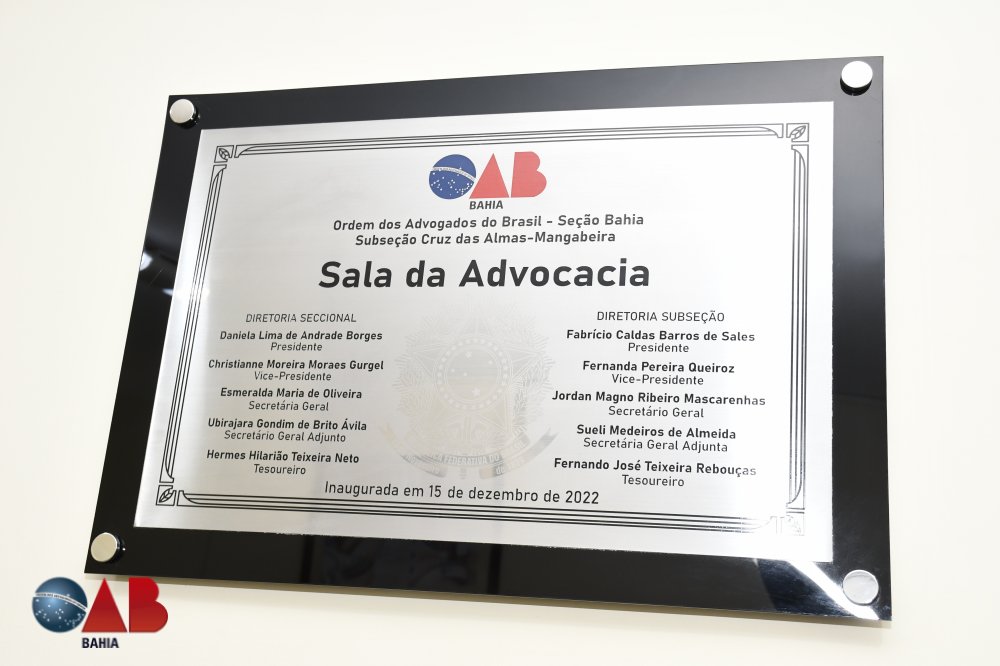 OAB
BAHIA
Ordem dos Advogados do Brasil - Seção Bahia
Subseção Cruz das Almas-Mangabeira
Sala da Advocacia
DIRETORIA SECCIONAL
Daniela Lima de Andrade Borges
Presidente
Christianne Moreira Moraes Gurgel
Vice-Presidente
Esmeralda Maria de Oliveira
Secretária Geral
Ubirajara Gondim de Brito Ávila
Secretário Geral Adjunto
Hermes Hilarião Teixeira Neto
Tesoureiro
DIRETORIA SUBSEÇÃO
Fabrício Caldas Barros de Sales
Presidente
Fernanda Pereira Queiroz
Vice-Presidente
Jordan Magno Ribeiro Mascarenhas
Secretário Geral
Sueli Medeiros de Almeida
Secretária Geral Adjunta
Fernando José Teixeira Rebouças
Tesoureiro
FEDERATIVA DO
Inaugurada em 15 de dezembro de 2022
OAB
BAHIA